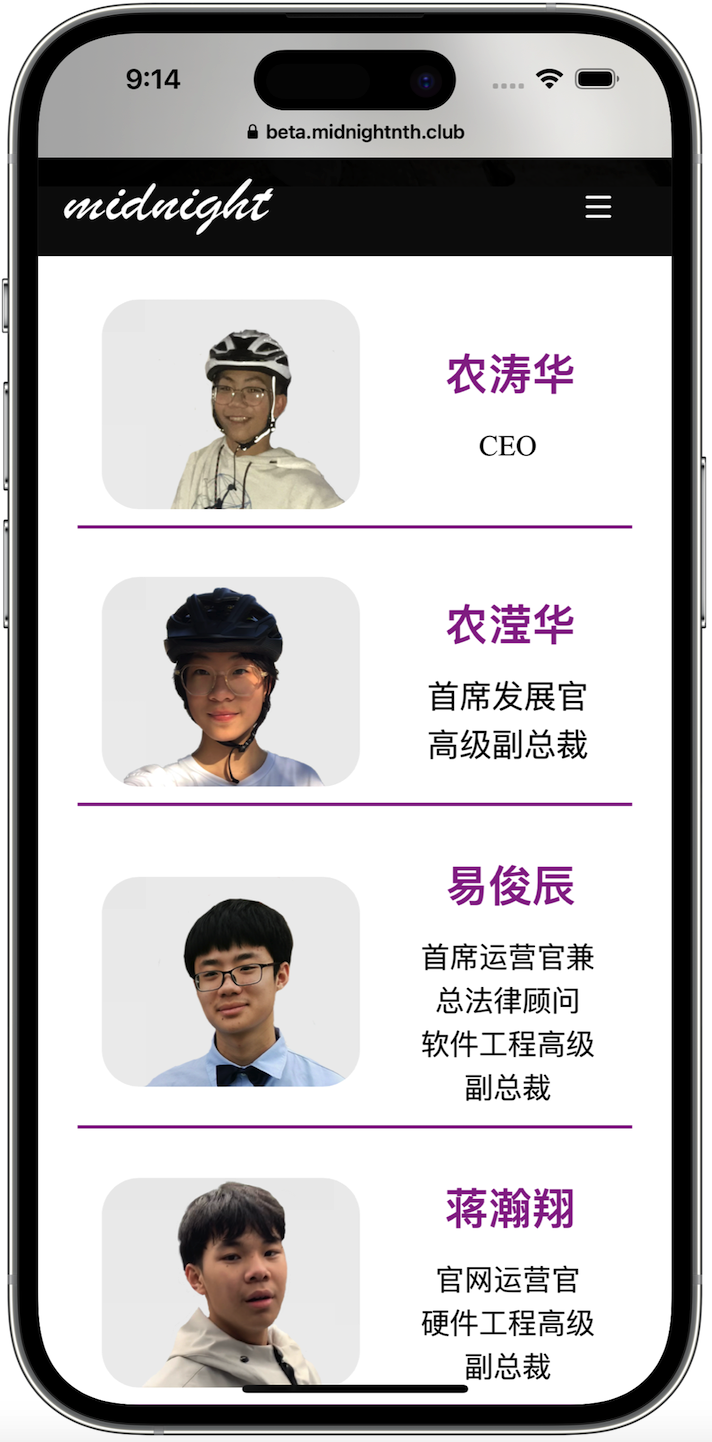 9:14
beta.midnightnth.club
midnight
农涛华
CEO
农滢华
首席发展官
高级副总裁
易俊辰
首席运营官兼
总法律顾问
软件工程高级
副总裁
蒋瀚翔
官网运营官
硬件工程高级
副总裁